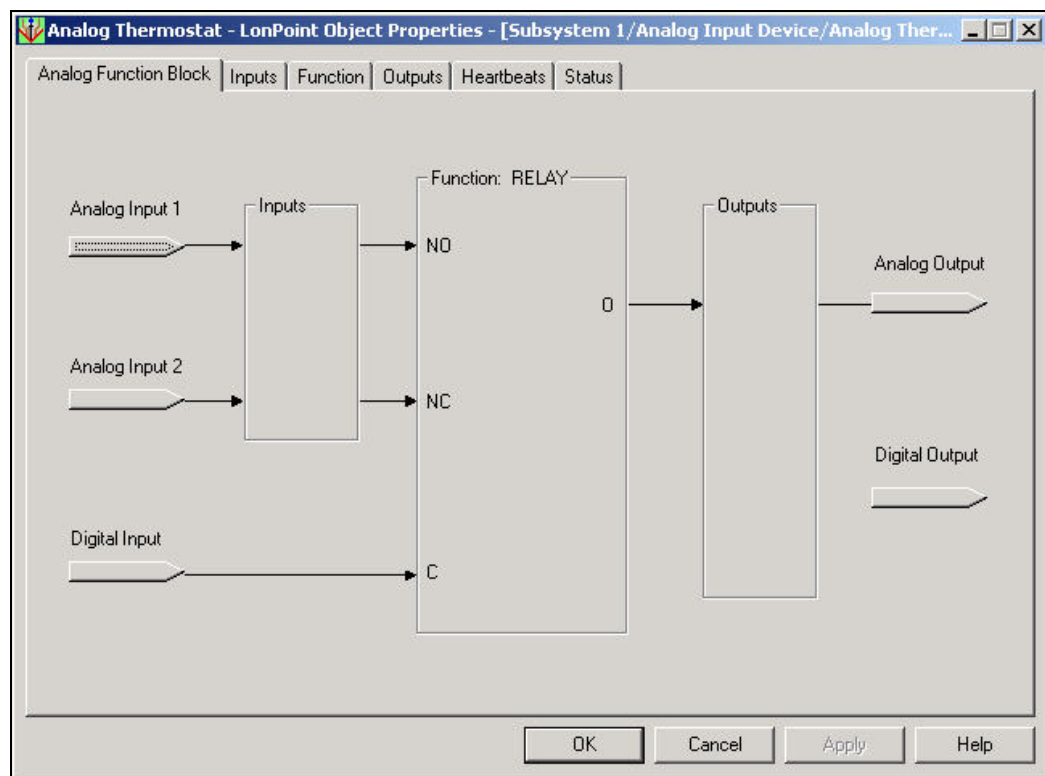 Analog Thermostat - LonPoint Object Properties - [Subsystem 1/Analog Input Device/Analog Ther...
Analog Function Block
Inputs
Function
Outputs
Heartbeats
Status
Function: RELAY
Analog Input 1
Inputs
Outputs
NO
Analog Output
O
Analog Input 2
NC
Digital Output
Digital Input
C
OK
Cancel
Apply
Help